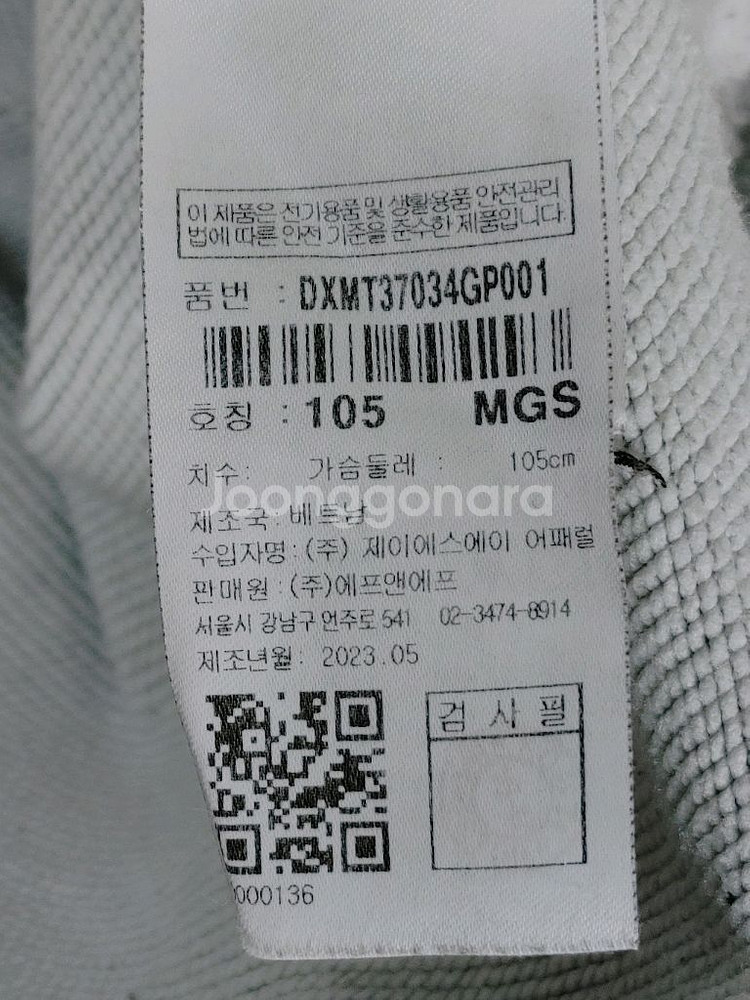 이 제품은 전기용품 및 생활용품 안전관리
법에 따른 안전 기준을 준수한 제품입니다.
품번 : DXMT37034GP001
호칭 : 105 MGS
치수: 가슴둘레 : 105cm
Joongonara
제조국: 베트남
수입자명: (주) 제이에스에이 어패럴
판매원 : (주)에프앤에프
서울시 강남구 언주로 541 02-3474-8914
제조년월: 2023.05
검 사 필
000136